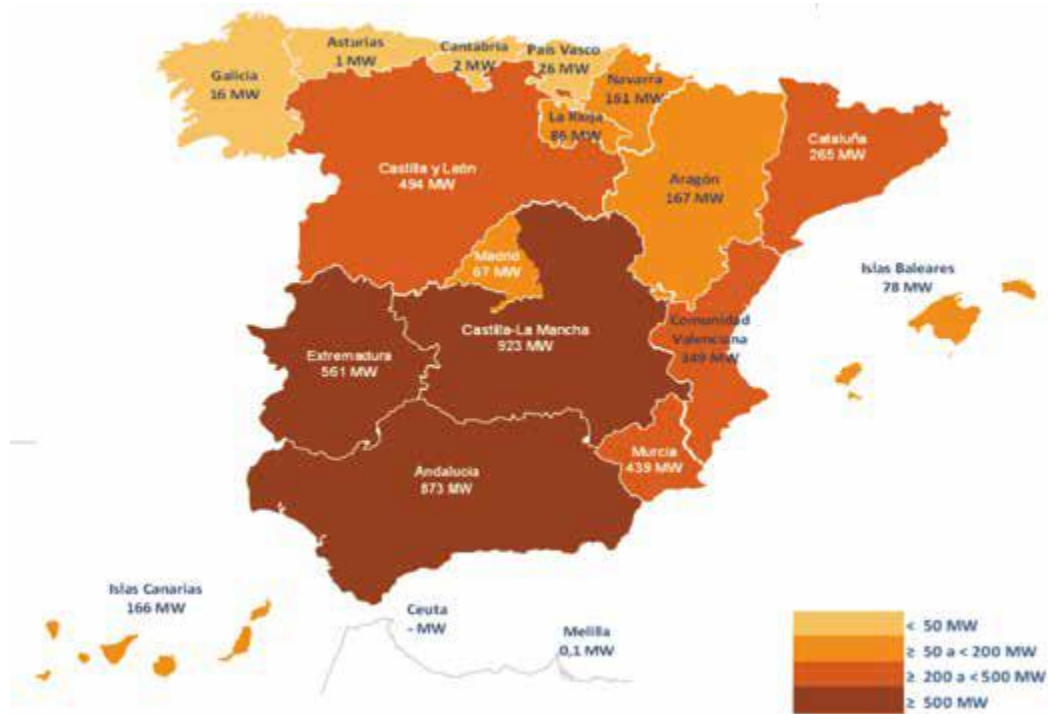 Asturias
1 MW
Cantabria
2 MW
País Vasco
26 MW
Galicia
16 MW
Navarra
161 MW
La Rioja
86 MW
Cataluña
265 MW
Castilla y León
494 MW
Aragón
167 MW
Madrid
67 MW
Islas Baleares
78 MW
Castilla-La Mancha
923 MW
Comunidad
Valenciana
349 MW
Extremadura
561 MW
Murcia
439 MW
Andalucía
873 MW
Islas Canarias
166 MW
Ceuta
- MW
Melilla
0,1 MW
< 50 MW
≥ 50 a < 200 MW
≥ 200 a < 500 MW
≥ 500 MW